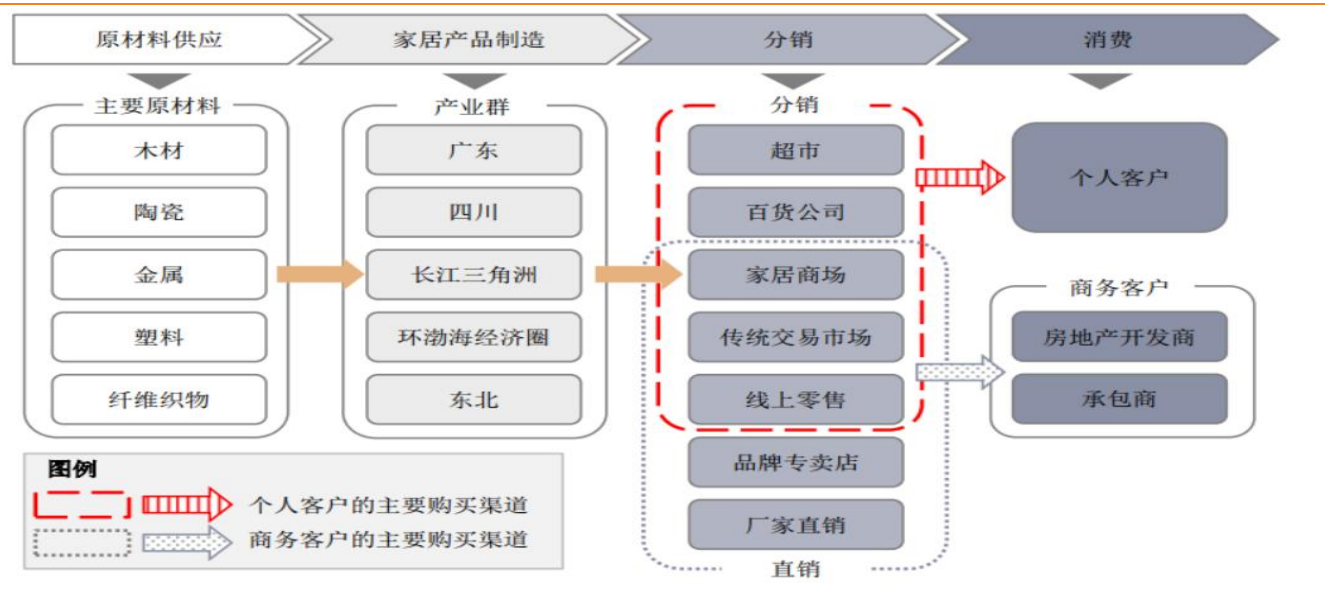 原材料供应
家居产品制造
分销
消费
主要原材料
木材
陶瓷
金属
塑料
纤维织物
产业群
广东
四川
长江三角洲
环渤海经济圈
东北
分销
超市
百货公司
家居商场
传统交易市场
线上零售
品牌专卖店
厂家直销
直销
个人客户
商务客户
房地产开发商
承包商
图例
个人客户的主要购买渠道
商务客户的主要购买渠道